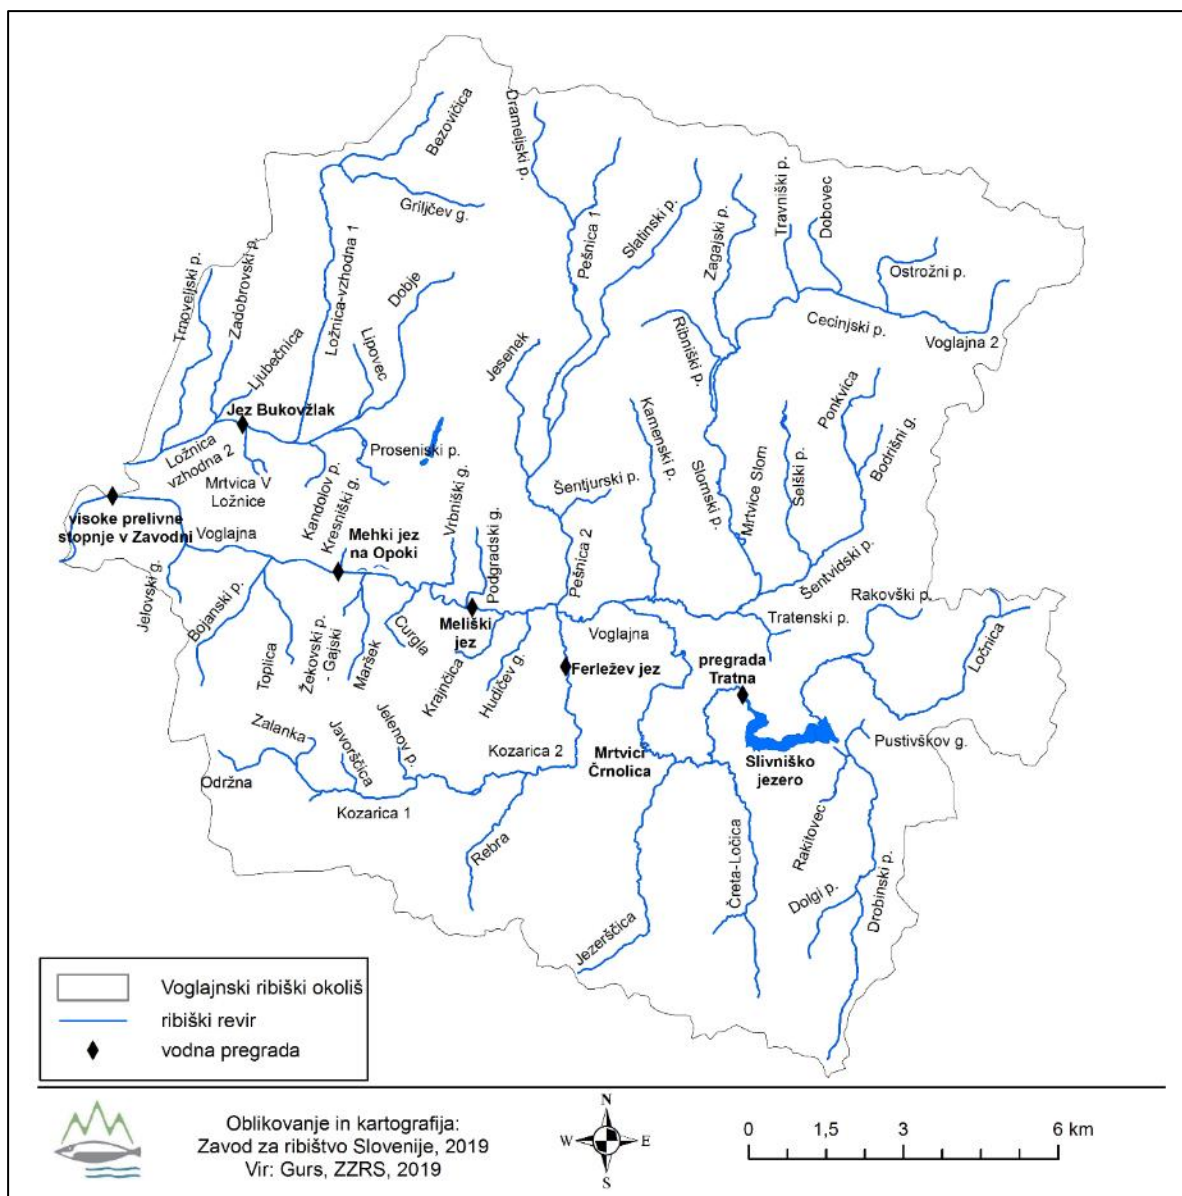 Bezovičica
Drameljski p.
Grilјčev g.
Pešnica 1
Slatinski p.
Zagajski p.
Travniški p.
Dobovec
Ostrožni p.
Cecinjski p.
Voglajna 2
Trnoveljski p.
Zadobrovski p.
Ljubečnica
Ložnica-vzhodna 1
Dobje
Lipovec
Jesenek
Ribniški p.
Ponkvica
Bodrišni g.
Jez Bukovžlak
Ložnica
vzhodna 2
Mrtvica V
Ložnice
Proseniski p.
Kandolov p.
Kresniški g.
Vrbniški g.
Podgradski g.
Šentjurski p.
Pešnica 2
Kamenski p.
Slomski p.
Mrtvice Slom
Selški p.
Šentvidski p.
visoke prelivne
stopnje v Zavodni
Voglajna
Mehki jez
na Opoki
Jelovski g.
Bojanski p.
Toplica
Žekovski p.
- Gajski
Maršek
Curgla
Meliški
jez
Krajnčica
Hudičev g.
Voglajna
Ferležev jez
pregrada
Tratna
Tratenski p.
Rakovški p.
Ločnica
Pustivškov g.
Slivniško
jezero
Mrtvici
Črnolica
Zalanka
Javorščica
Jelenov p.
Kozarica 2
Održna
Kozarica 1
Rebra
Jezerščica
Čreta-Ločica
Rakitovec
Dolgi p.
Drobinski p.
Voglajnski ribiški okoliš
ribiški revir
vodna pregrada
Oblikovanje in kartografija:
Zavod za ribištvo Slovenije, 2019
Vir: Gurs, ZZRS, 2019
N
W E
S
0 1,5 3 6 km